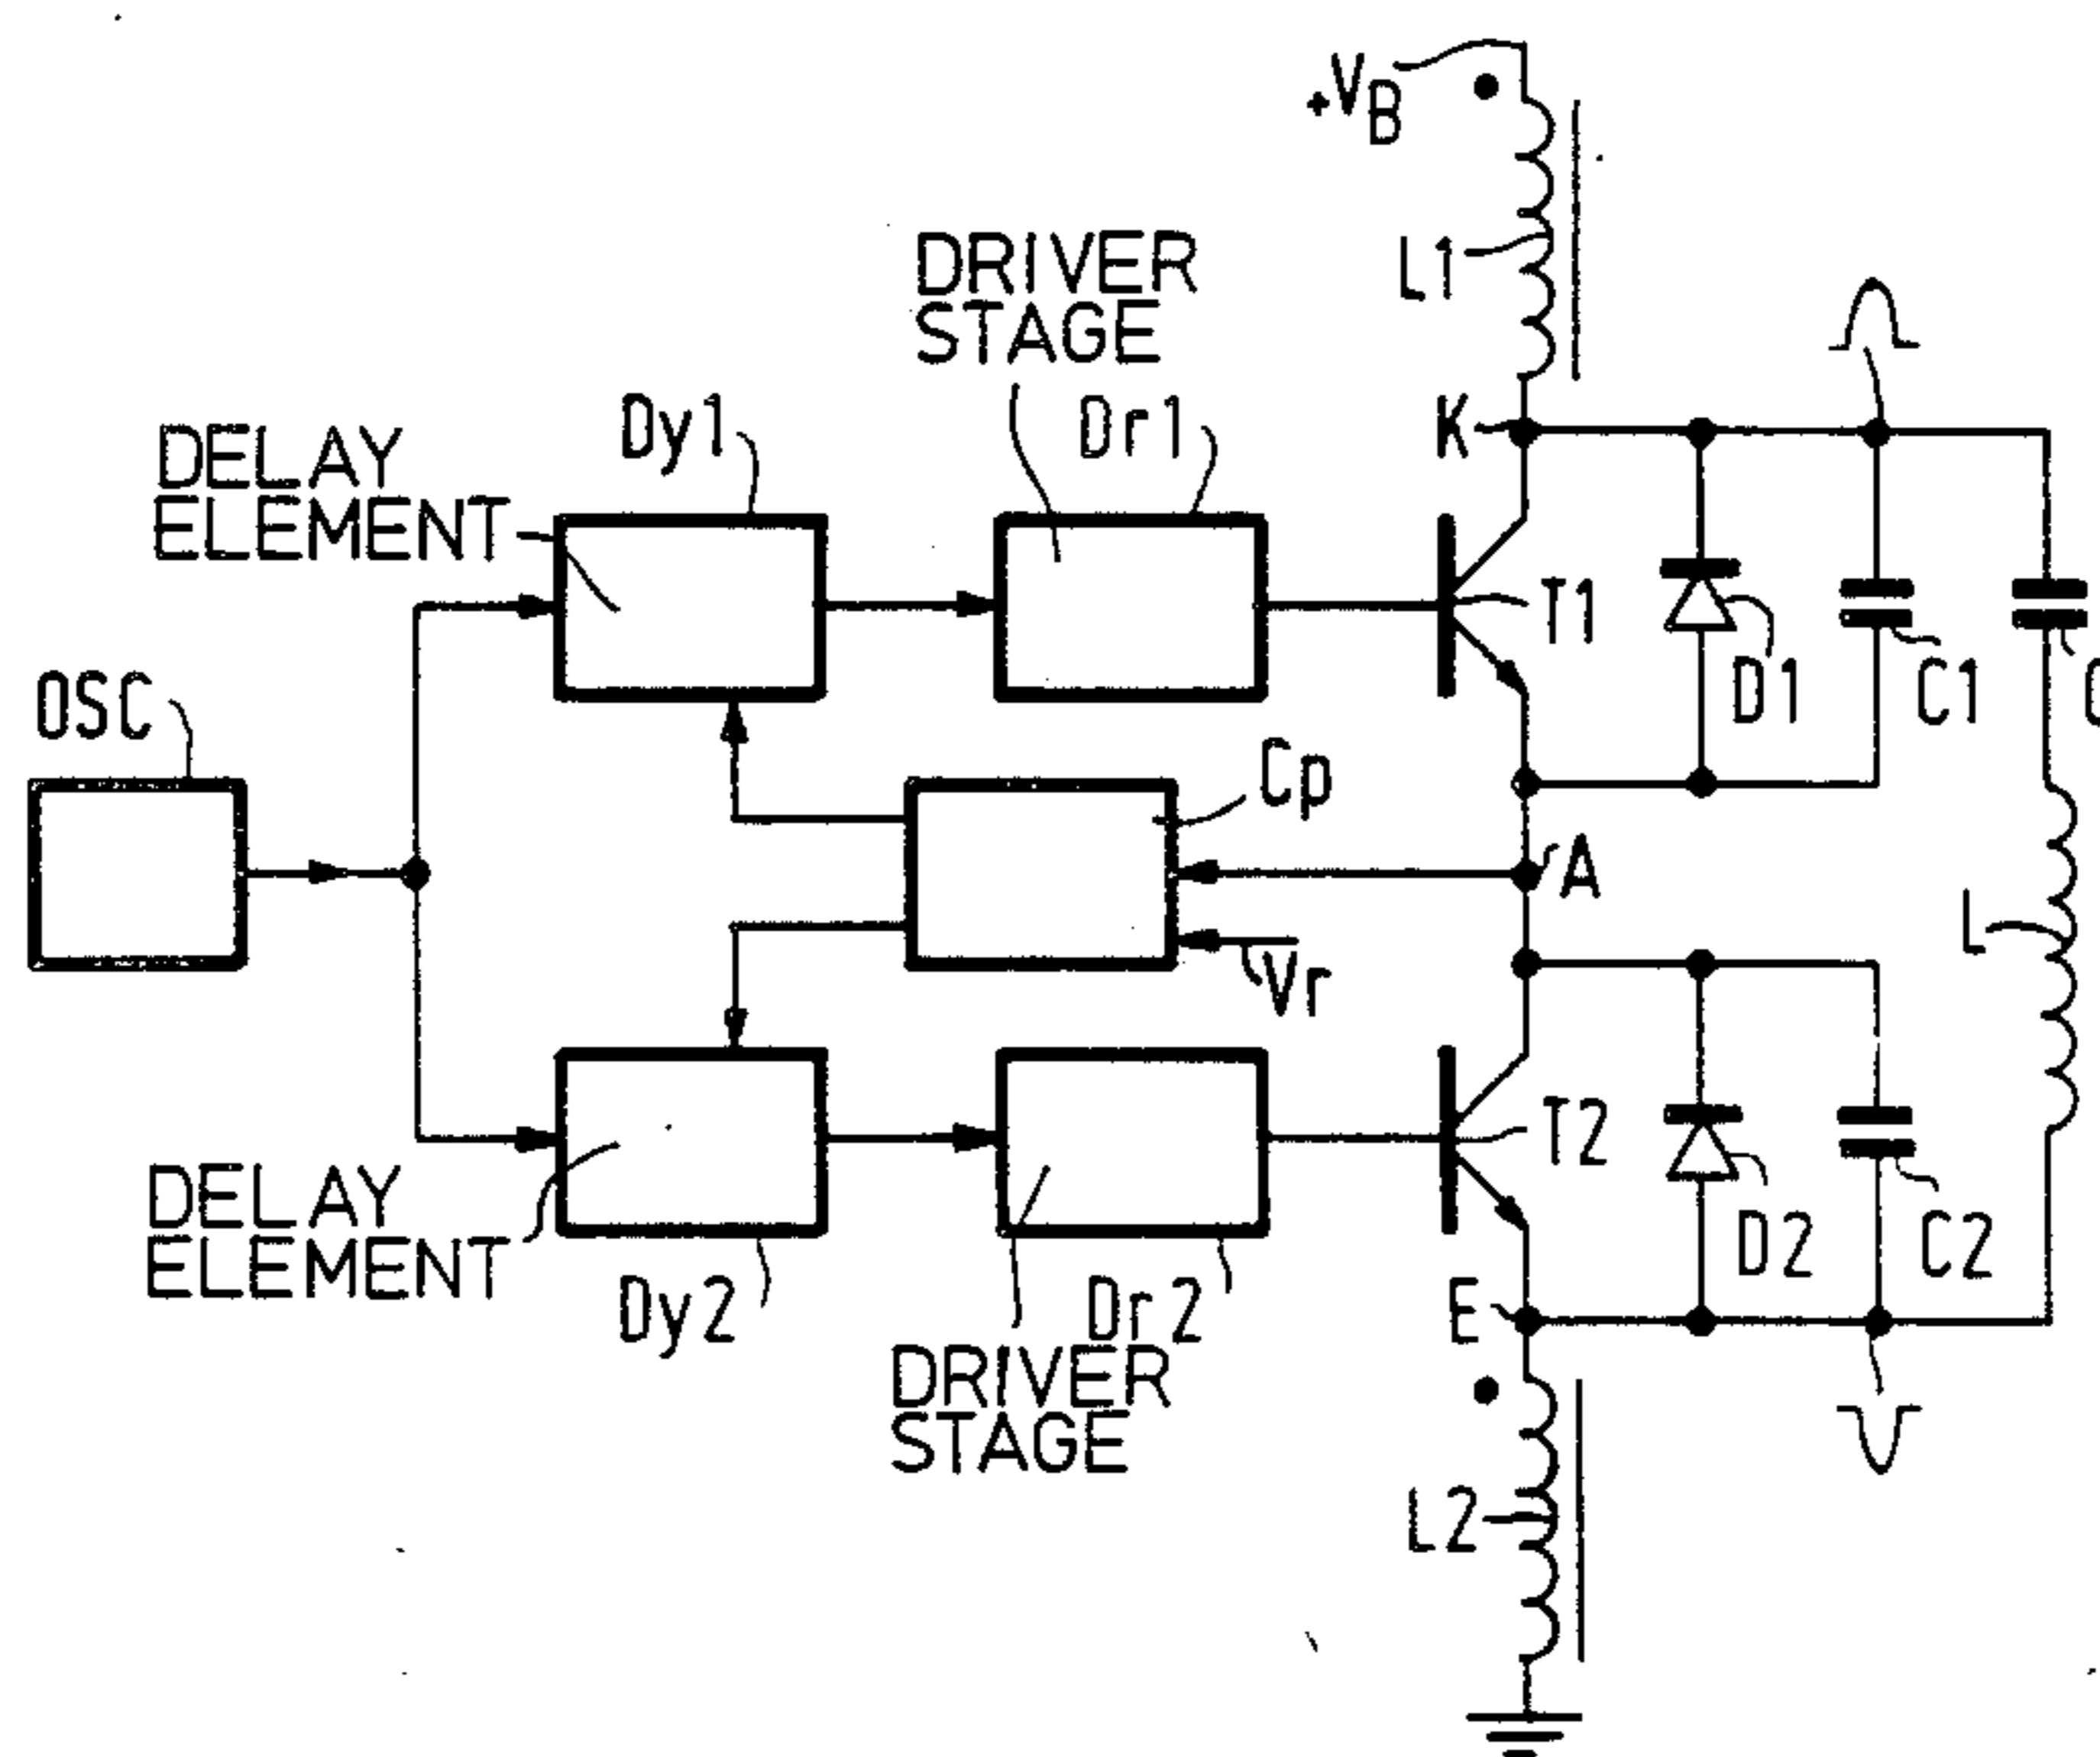 +VB
L1
DRIVER
STAGE
K
Dy1
Dr1
DELAY
ELEMENT
T1
D1
C1
OSC
Cp
A
L
Vr
T2
DELAY
ELEMENT
D2
C2
Dy2
Dr2
E
DRIVER
STAGE
L2